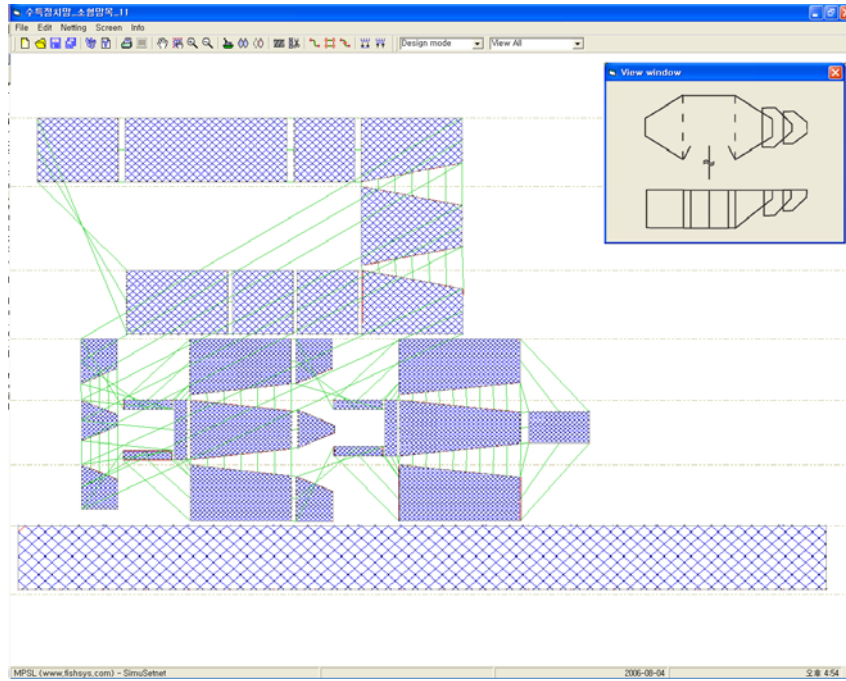 수득정치망_소형망목_11
File Edit Netting Screen Info
Design mode View All
View window
MPSL (www.fishsys.com) - SimuSetnet 2006-08-04 오후 4:54